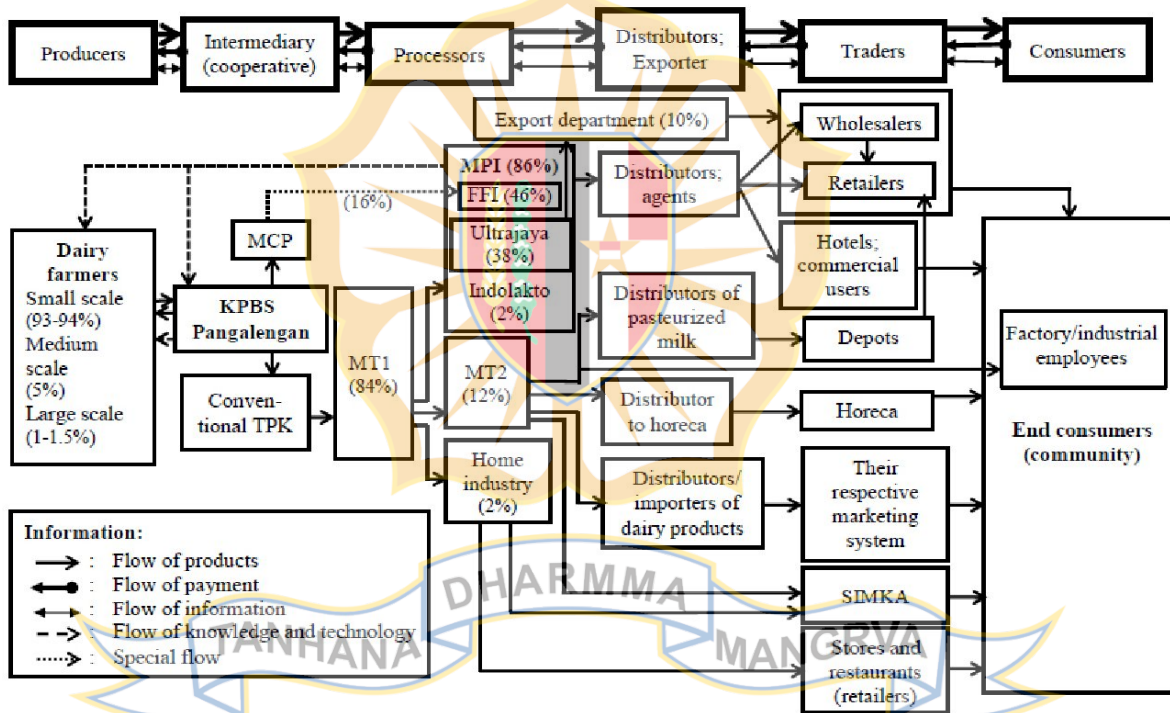 Producers
Intermediary
(cooperative)
Processors
Distributors;
Exporter
Traders
Consumers
Export department (10%)
Wholesalers
Retailers
MPI (86%)
FFI (46%)
Ultrajaya
(38%)
Indolakto
(2%)
Distributors;
agents
(16%)
MCP
Hotels;
commercial
users
Dairy
farmers
Small scale
(93-94%)
Medium
scale
(5%)
Large scale
(1-1.5%)
KPBS
Pangalengan
Conven-
tional TPK
MT1
(84%)
MT2
(12%)
Home
industry
(2%)
Distributors of
pasteurized
milk
Depots
Factory/industrial
employees
Distributor
to horeca
Horeca
End consumers
(community)
Distributors/
importers of
dairy products
Their
respective
marketing
system
SIMKA
Stores and
restaurants
(retailers)
Information:
: Flow of products
: Flow of payment
: Flow of information
: Flow of knowledge and technology
: Special flow
TANHANA DHARMMA MANGRVA